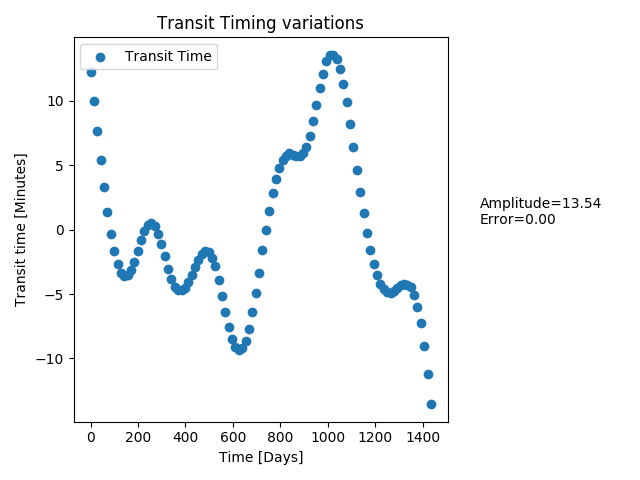 Transit Timing variations
Transit Time
10
5
0
−5
−10
Transit time [Minutes]
0 200 400 600 800 1000 1200 1400
Time [Days]
Amplitude=13.54
Error=0.00